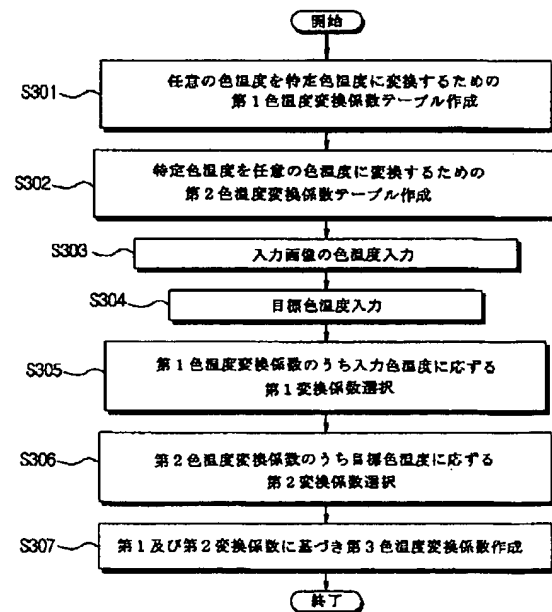 開始
S301
任意の色温度を特定色温度に変換するための
第1色温度変換係数テーブル作成
S302
特定色温度を任意の色温度に変換するための
第2色温度変換係数テーブル作成
S303
入力画像の色温度入力
S304
目標色温度入力
S305
第1色温度変換係数のうち入力色温度に応ずる
第1変換係数選択
S306
第2色温度変換係数のうち目標色温度に応ずる
第2変換係数選択
S307
第1及び第2変換係数に基づき第3色温度変換係数作成
終了